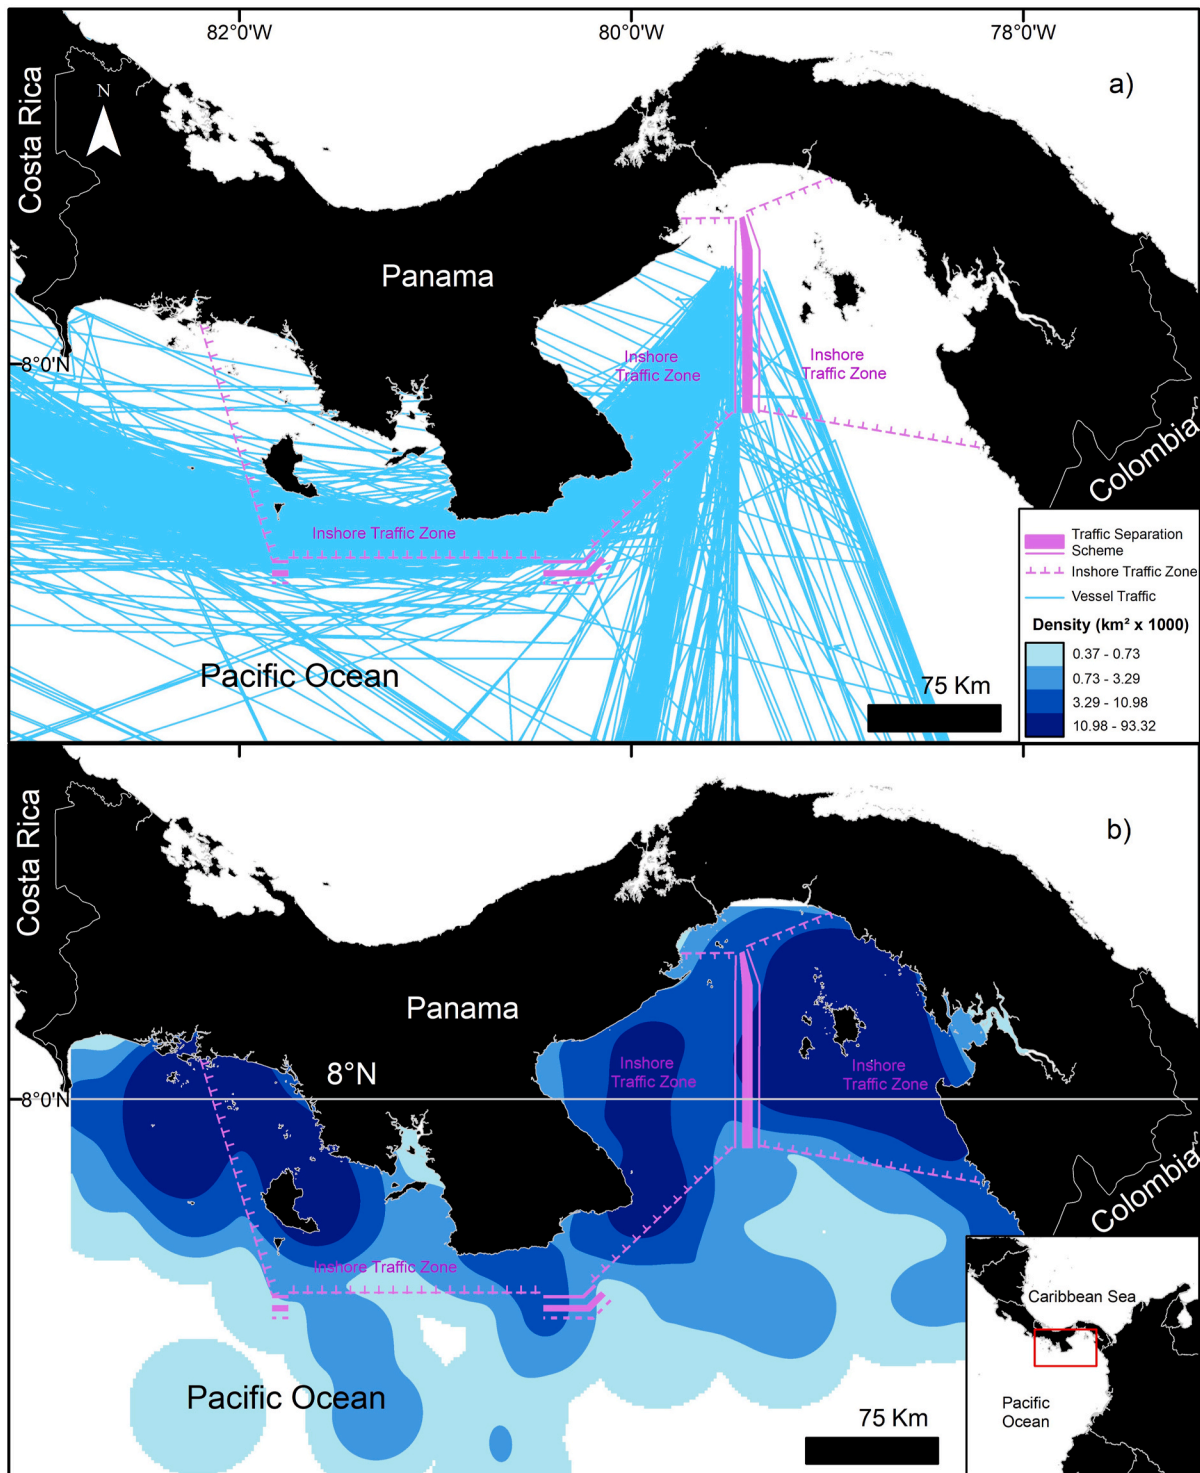 82°0'W
80°0'W
78°0'W
Costa Rica
N
a)
Panama
8°0'N
Inshore
Traffic Zone
Inshore
Traffic Zone
Inshore Traffic Zone
Colombia
Pacific Ocean
75 Km
Traffic Separation
Scheme
Inshore Traffic Zone
Vessel Traffic
Density (km² x 1000)
0.37 - 0.73
0.73 - 3.29
3.29 - 10.98
10.98 - 93.32
Costa Rica
b)
Panama
8°N
8°0'N
Inshore
Traffic Zone
Inshore
Traffic Zone
Inshore Traffic Zone
Colombia
Pacific Ocean
75 Km
Caribbean Sea
Pacific
Ocean